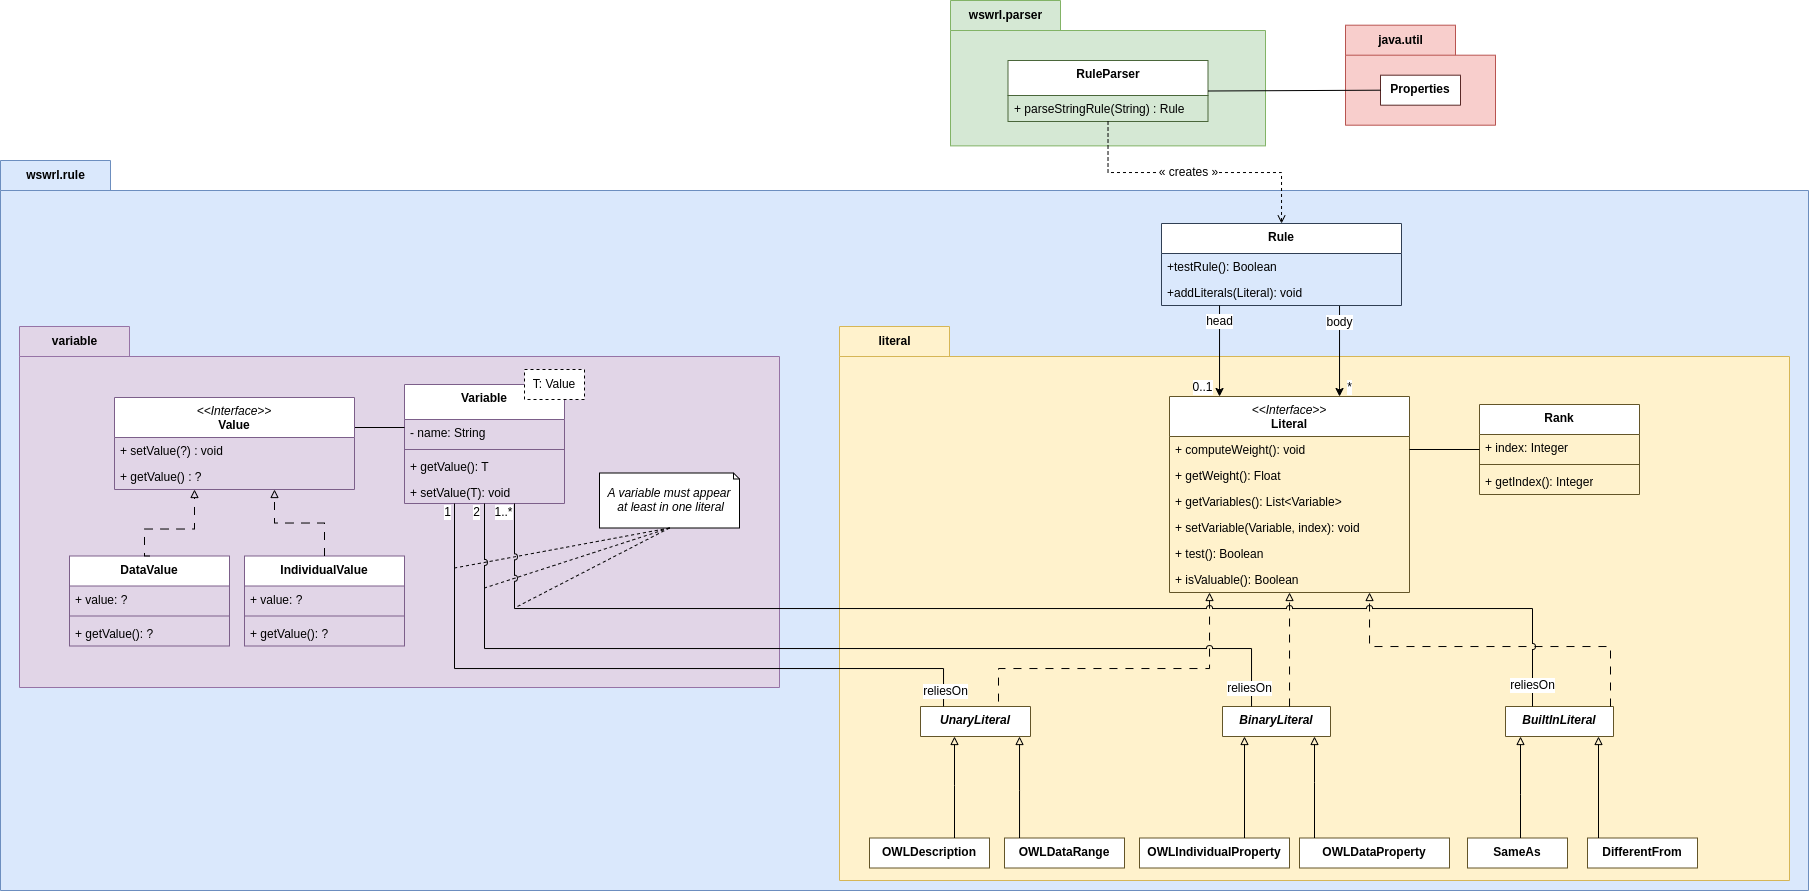 wswrl.parser
java.util
RuleParser
+ parseStringRule(String) : Rule
Properties
« creates »
wswrl.rule
Rule
+testRule(): Boolean
+addLiterals(Literal): void
head
body
0..1
*
variable
<<Interface>>
Value
+ setValue(?) : void
+ getValue() : ?
T: Value
Variable
- name: String
+ getValue(): T
+ setValue(T): void
1
2
1..*
A variable must appear
at least in one literal
DataValue
+ value: ?
+ getValue(): ?
IndividualValue
+ value: ?
+ getValue(): ?
literal
<<Interface>>
Literal
+ computeWeight(): void
+ getWeight(): Float
+ getVariables(): List<Variable>
+ setVariable(Variable, index): void
+ test(): Boolean
+ isValuable(): Boolean
Rank
+ index: Integer
+ getIndex(): Integer
reliesOn
reliesOn
reliesOn
UnaryLiteral
BinaryLiteral
BuiltInLiteral
OWLDescription
OWLDataRange
OWLIndividualProperty
OWLDataProperty
SameAs
DifferentFrom